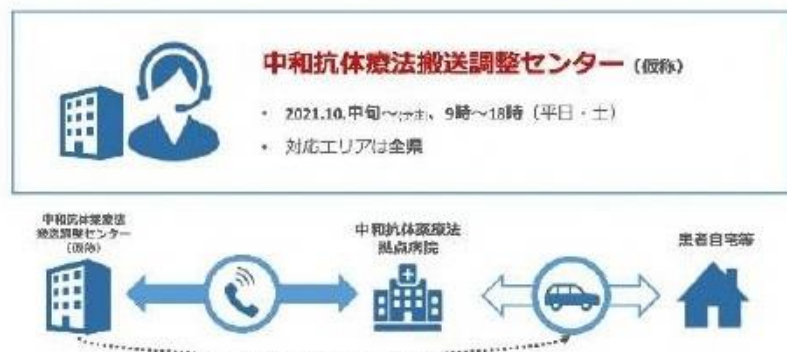 中和抗体療法搬送調整センター（仮称）
・ 2021.10.中旬～(予定)、9時～18時（平日・土）
・ 対応エリアは全県
中和抗体薬療法
搬送調整センター
（仮称）
中和抗体薬療法
拠点病院
患者自宅等